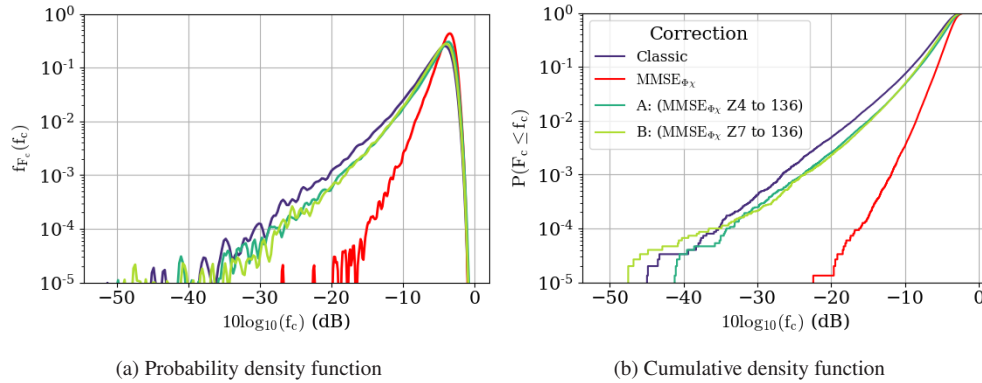 10⁰
10⁻¹
10⁻²
10⁻³
10⁻⁴
10⁻⁵
f_{F_c}(f_c)
−50 −40 −30 −20 −10 0
10log₁₀(f_c) (dB)
(a) Probability density function
10⁰
10⁻¹
10⁻²
10⁻³
10⁻⁴
10⁻⁵
P(F_c ≤ f_c)
Correction
Classic
MMSE_{Φχ}
A: (MMSE_{Φχ} Z4 to 136)
B: (MMSE_{Φχ} Z7 to 136)
−50 −40 −30 −20 −10 0
10log₁₀(f_c) (dB)
(b) Cumulative density function